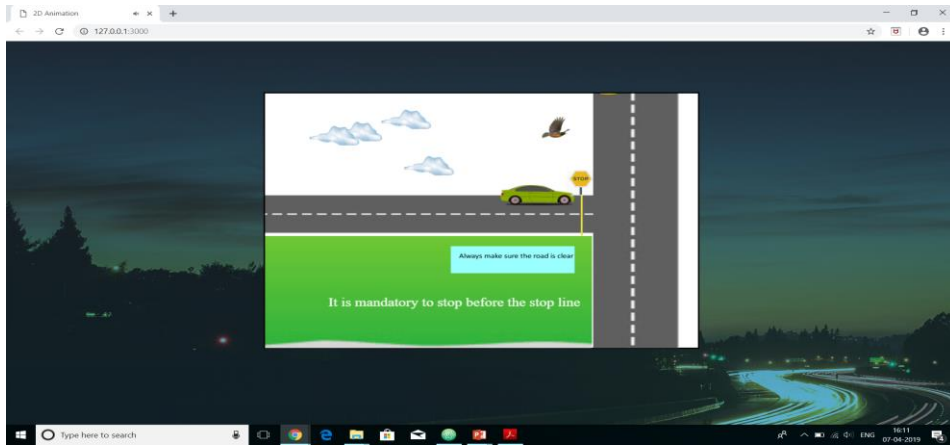 2D Animation
127.0.0.1:3000
STOP
Always make sure the road is clear
It is mandatory to stop before the stop line
Type here to search
ENG
16:11
07-04-2019